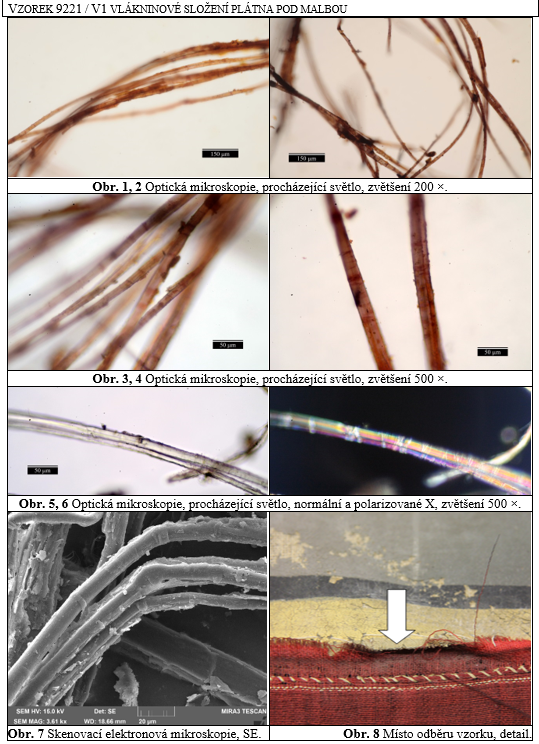 VZOREK 9221 / V1 VLÁKNINOVÉ SLOŽENÍ PLÁTNA POD MALBOU
150 µm
150 µm
Obr. 1, 2 Optická mikroskopie, procházející světlo, zvětšení 200 ×.
50 µm
50 µm
Obr. 3, 4 Optická mikroskopie, procházející světlo, zvětšení 500 ×.
50 µm
Obr. 5, 6 Optická mikroskopie, procházející světlo, normální a polarizované X, zvětšení 500 ×.
SEM HV: 15.0 kV Det: SE MIRA3 TESCAN
SEM MAG: 3.61 kx WD: 18.66 mm 20 µm
Obr. 7 Skenovací elektronová mikroskopie, SE.
Obr. 8 Místo odběru vzorku, detail.